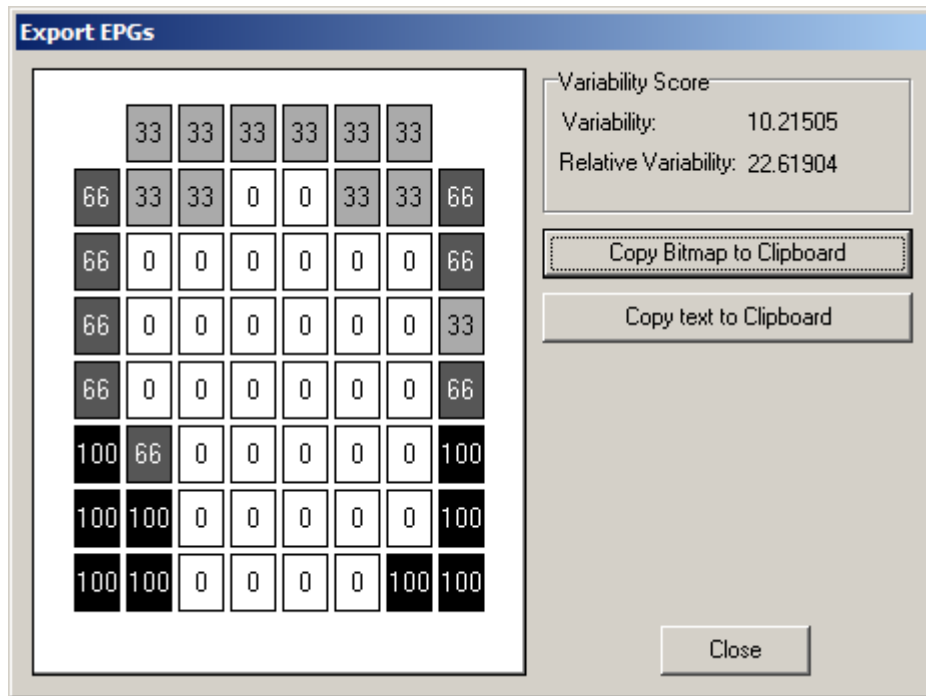 Export EPGs
33 33 33 33 33 33
66 33 33 0 0 33 33 66
66 0 0 0 0 0 0 66
66 0 0 0 0 0 0 33
66 0 0 0 0 0 0 66
100 66 0 0 0 0 0 100
100 100 0 0 0 0 0 100
100 100 0 0 0 0 100 100
Variability Score
Variability: 10.21505
Relative Variability: 22.61904
Copy Bitmap to Clipboard
Copy text to Clipboard
Close